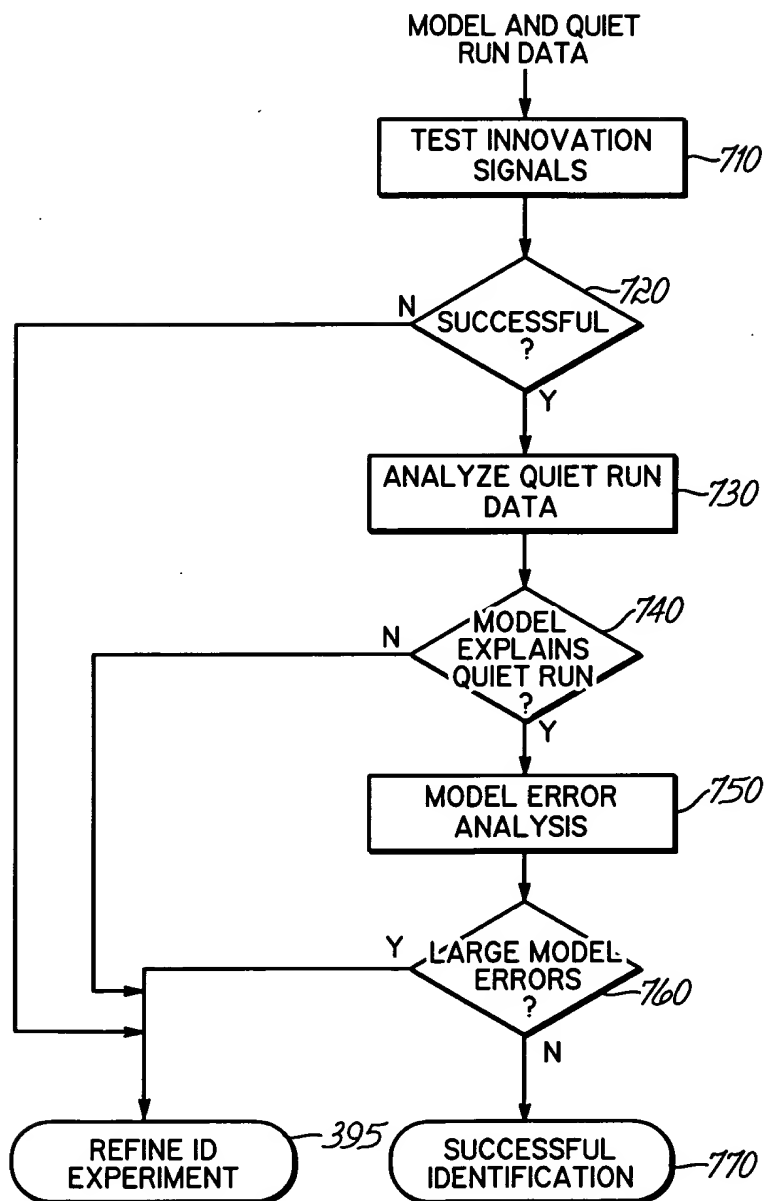 MODEL AND QUIET
RUN DATA
TEST INNOVATION
SIGNALS
710
720
N
SUCCESSFUL
?
Y
ANALYZE QUIET RUN
DATA
730
740
N
MODEL
EXPLAINS
QUIET RUN
?
Y
MODEL ERROR
ANALYSIS
750
Y
LARGE MODEL
ERRORS
?
760
N
REFINE ID
EXPERIMENT
395
SUCCESSFUL
IDENTIFICATION
770